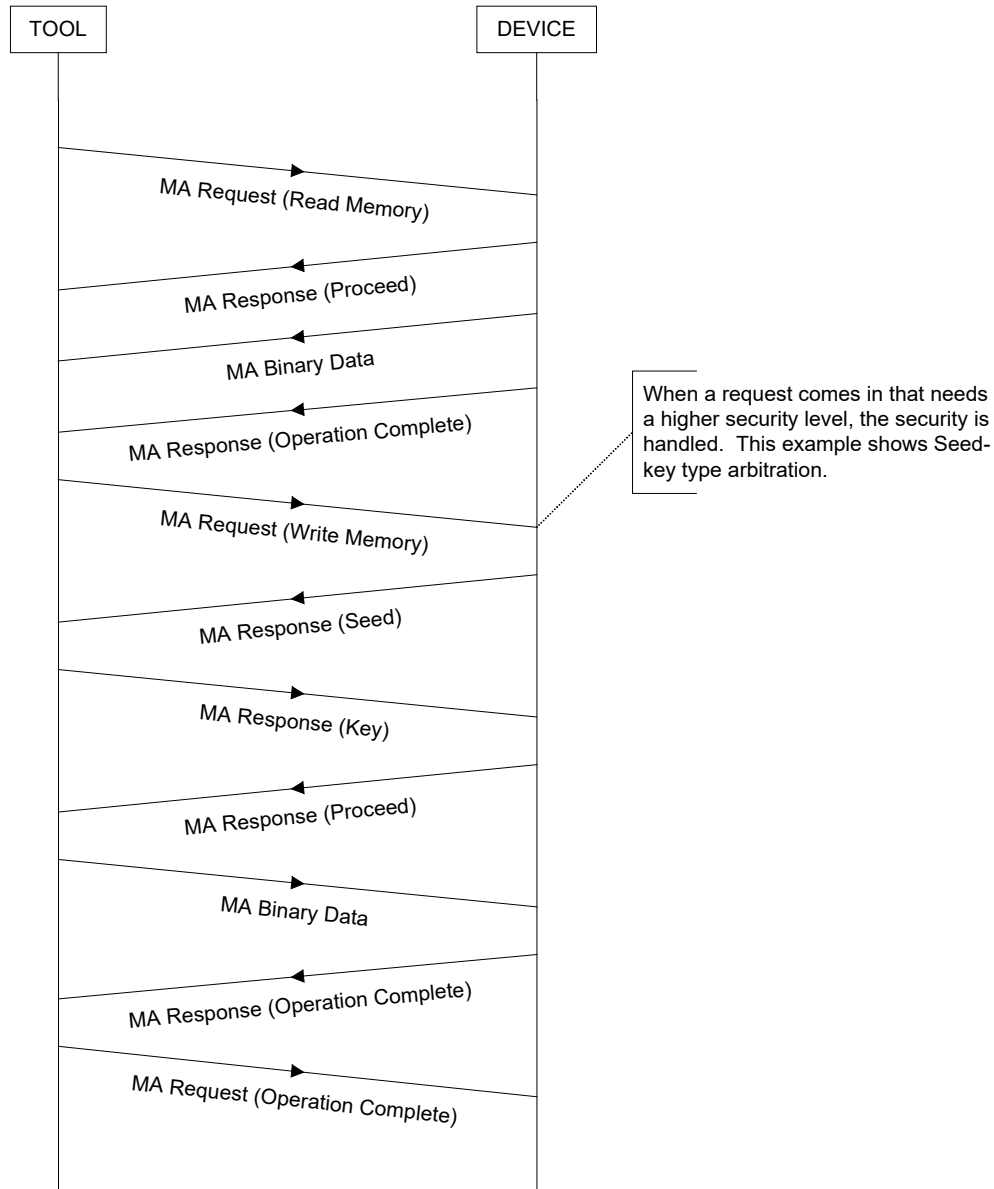 TOOL
DEVICE
MA Request (Read Memory)
MA Response (Proceed)
MA Binary Data
MA Response (Operation Complete)
When a request comes in that needs
a higher security level, the security is
handled.  This example shows Seed-
key type arbitration.
MA Request (Write Memory)
MA Response (Seed)
MA Response (Key)
MA Response (Proceed)
MA Binary Data
MA Response (Operation Complete)
MA Request (Operation Complete)